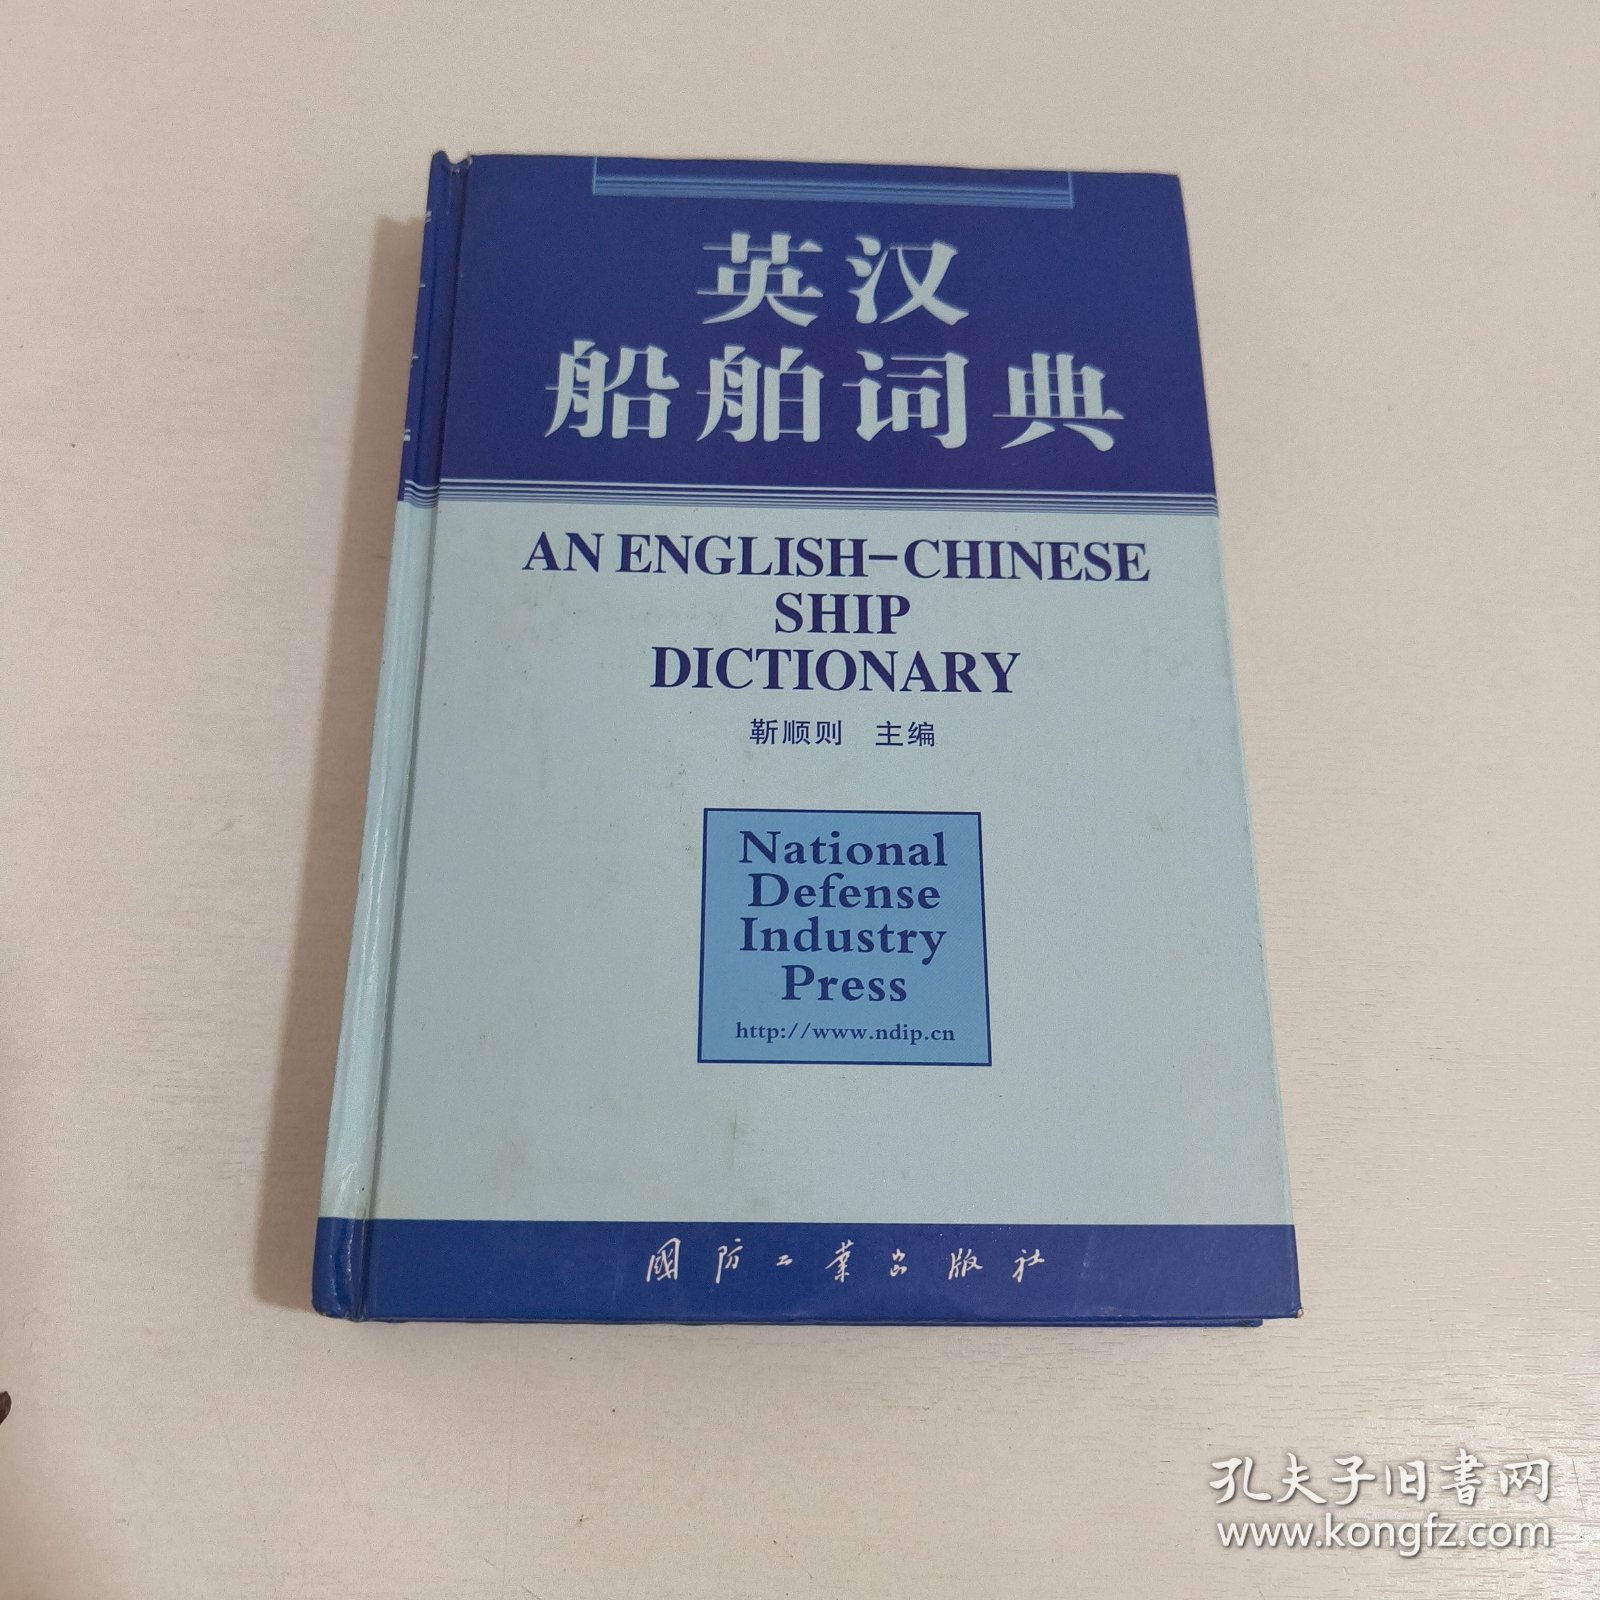 英汉
船舶词典
AN ENGLISH-CHINESE
SHIP
DICTIONARY
靳顺则 主编
National
Defense
Industry
Press
http://www.ndip.cn
國防工業出版社
孔夫子旧书网
www.kongfz.com